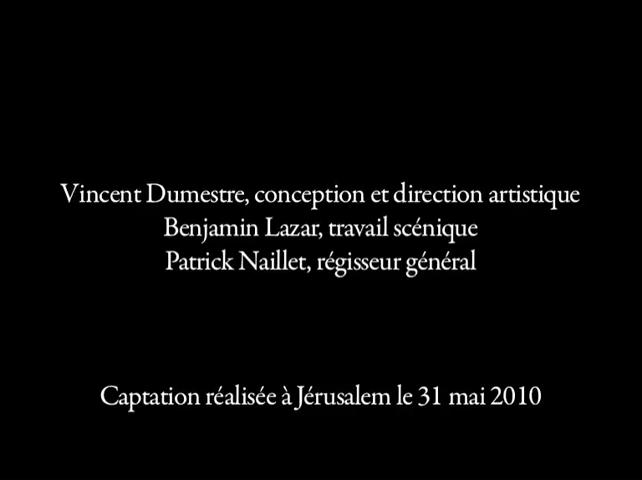 Vincent Dumestre, conception et direction artistique
Benjamin Lazar, travail scénique
Patrick Naillet, régisseur général
Captation réalisée à Jérusalem le 31 mai 2010